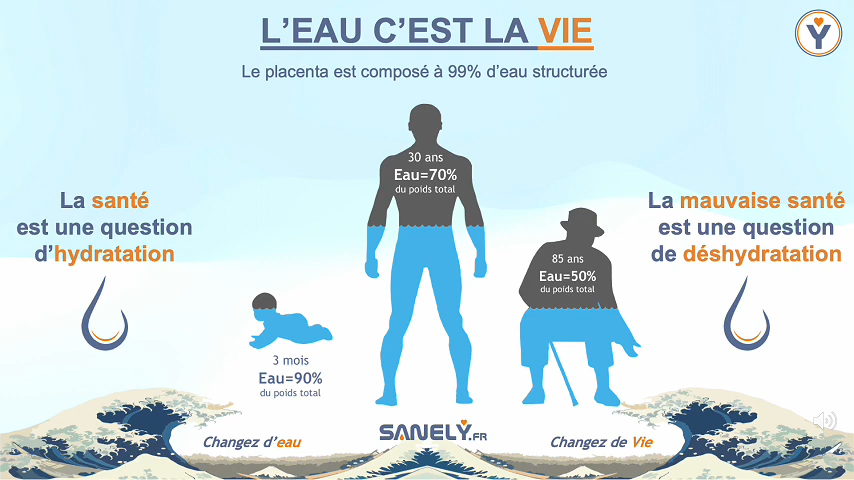 L’EAU C’EST LA VIE
Le placenta est composé à 99% d’eau structurée
Y
La santé
est une question
d’hydratation
30 ans
Eau=70%
du poids total
La mauvaise santé
est une question
de déshydratation
85 ans
Eau=50%
du poids total
3 mois
Eau=90%
du poids total
Changez d’eau
SANELY.FR
Changez de Vie